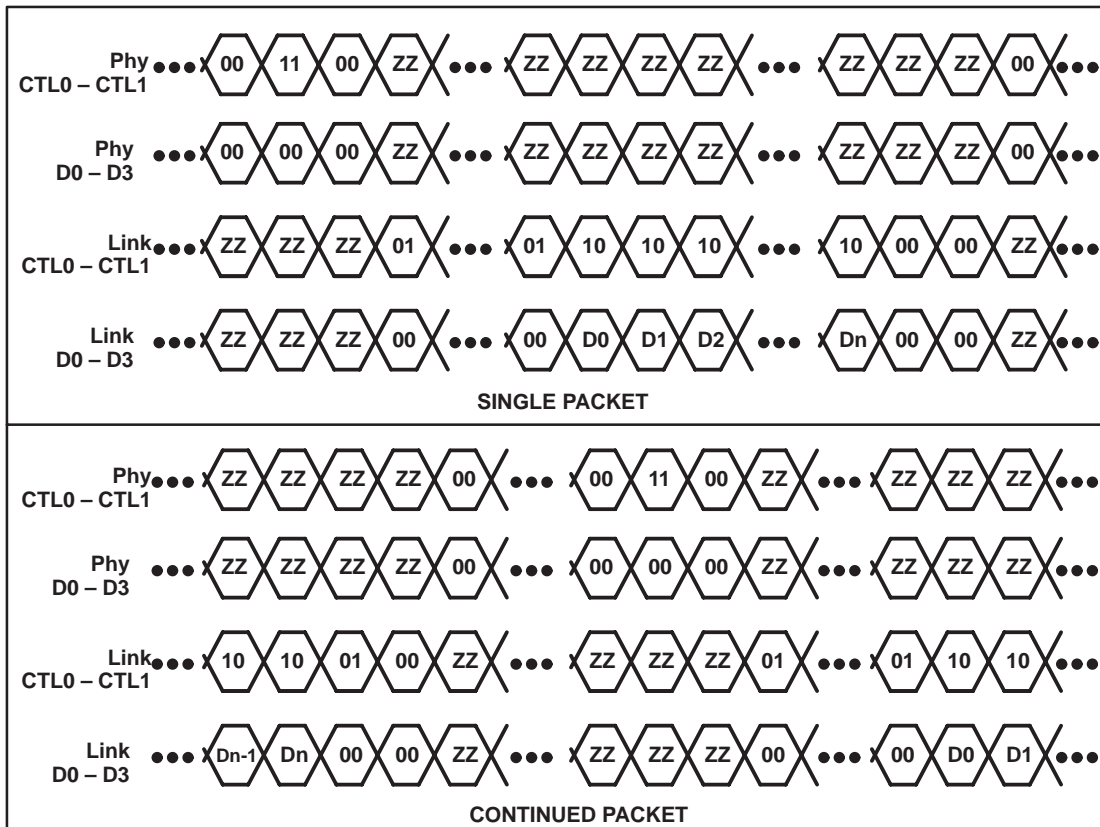 Phy
CTL0 – CTL1
00 11 00 ZZ ZZ ZZ ZZ ZZ ZZ ZZ ZZ 00
Phy
D0 – D3
00 00 00 ZZ ZZ ZZ ZZ ZZ ZZ ZZ ZZ 00
Link
CTL0 – CTL1
ZZ ZZ ZZ 01 01 10 10 10 10 00 00 ZZ
Link
D0 – D3
ZZ ZZ ZZ 00 00 D0 D1 D2 Dn 00 00 ZZ
SINGLE PACKET
Phy
CTL0 – CTL1
ZZ ZZ ZZ ZZ 00 00 11 00 ZZ ZZ ZZ ZZ
Phy
D0 – D3
ZZ ZZ ZZ ZZ 00 00 00 00 ZZ ZZ ZZ ZZ
Link
CTL0 – CTL1
10 10 01 00 ZZ ZZ ZZ ZZ 01 01 10 10
Link
D0 – D3
Dn-1 Dn 00 00 ZZ ZZ ZZ ZZ 00 00 D0 D1
CONTINUED PACKET